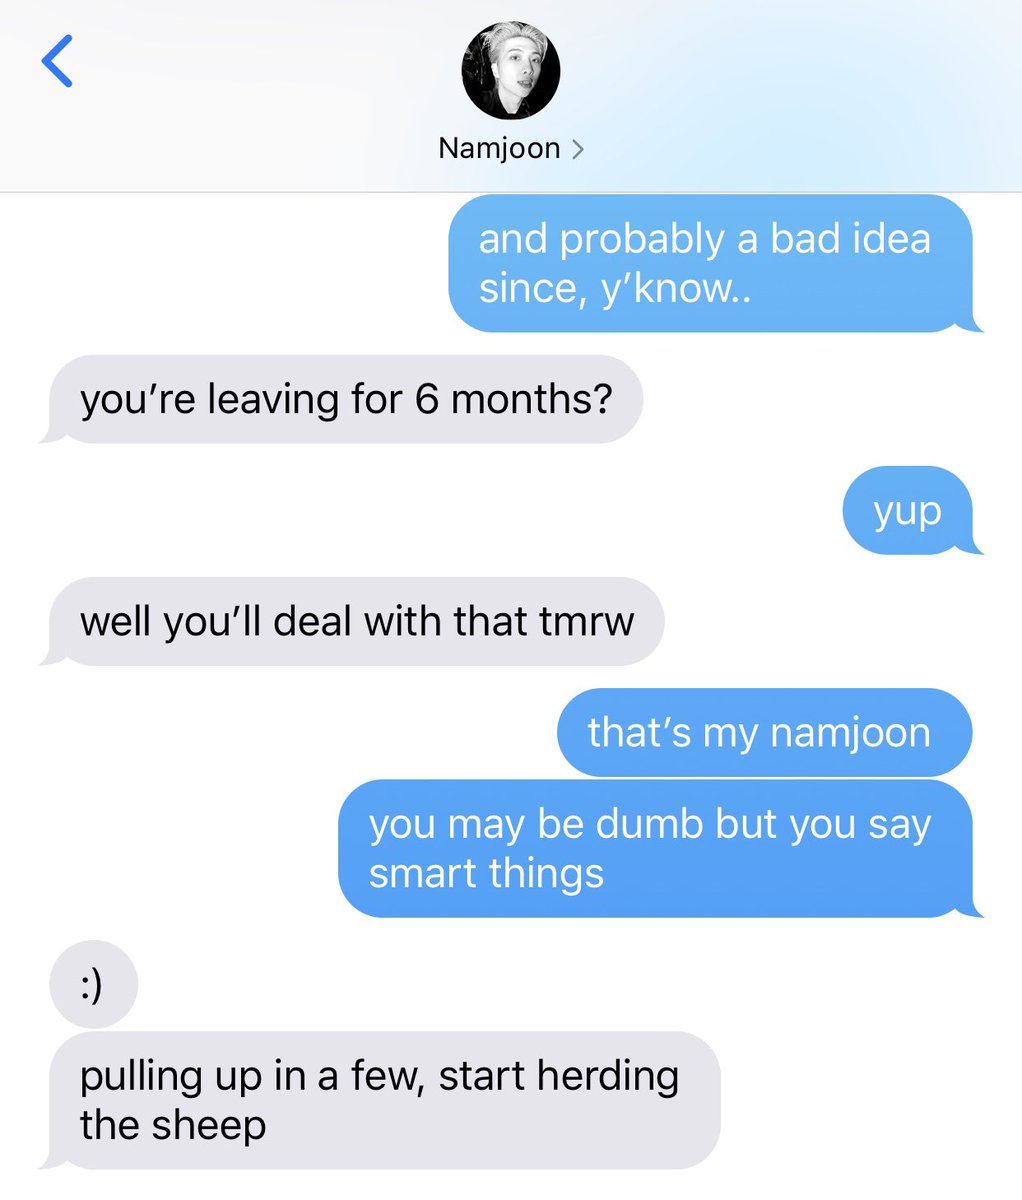 Namjoon
and probably a bad idea
since, y’know..
you’re leaving for 6 months?
yup
well you’ll deal with that tmrw
that’s my namjoon
you may be dumb but you say
smart things
:)
pulling up in a few, start herding
the sheep